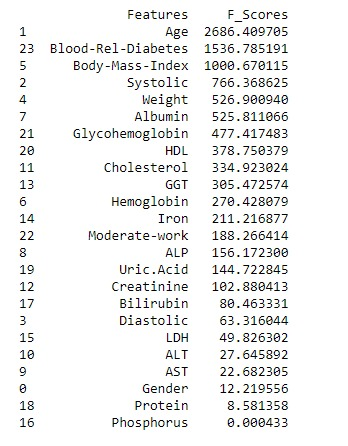 Features F_Scores
1 Age 2686.409705
23 Blood-Rel-Diabetes 1536.785191
5 Body-Mass-Index 1000.670115
2 Systolic 766.368625
4 Weight 526.900940
7 Albumin 525.811066
21 Glycohemoglobin 477.417483
20 HDL 378.750379
11 Cholesterol 334.923024
13 GGT 305.472574
6 Hemoglobin 270.428079
14 Iron 211.216877
22 Moderate-work 188.266414
8 ALP 156.172300
19 Uric.Acid 144.722845
12 Creatinine 102.880413
17 Bilirubin 80.463331
3 Diastolic 63.316044
15 LDH 49.826302
10 ALT 27.645892
9 AST 22.682305
0 Gender 12.219556
18 Protein 8.581358
16 Phosphorus 0.000433